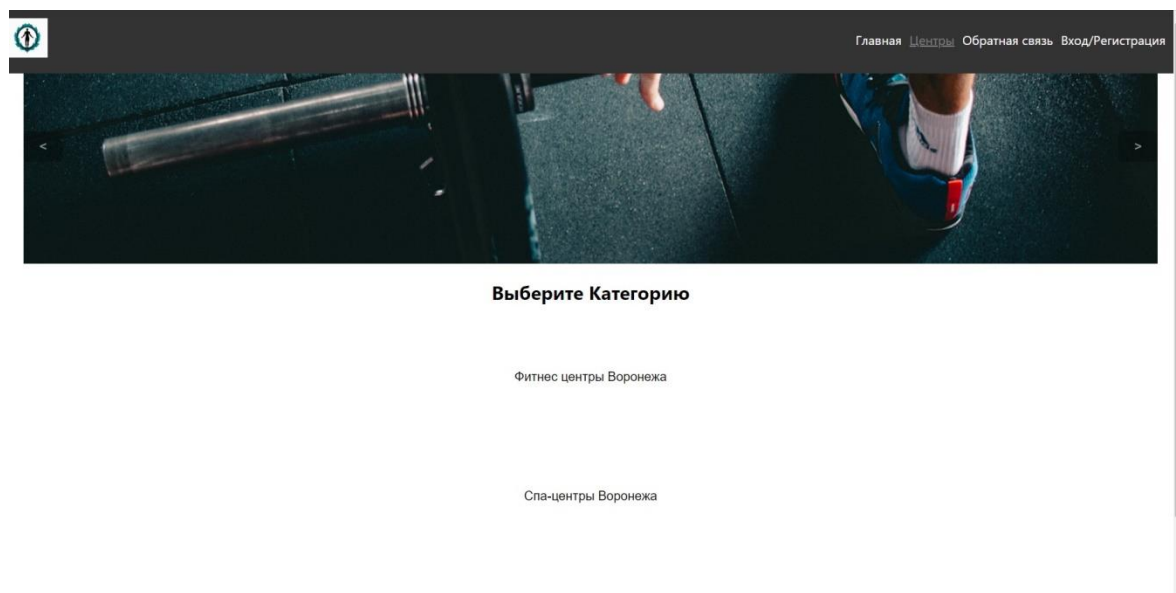 Главная Центры Обратная связь Вход/Регистрация
< >
Выберите Категорию
Фитнес центры Воронежа
Спа-центры Воронежа